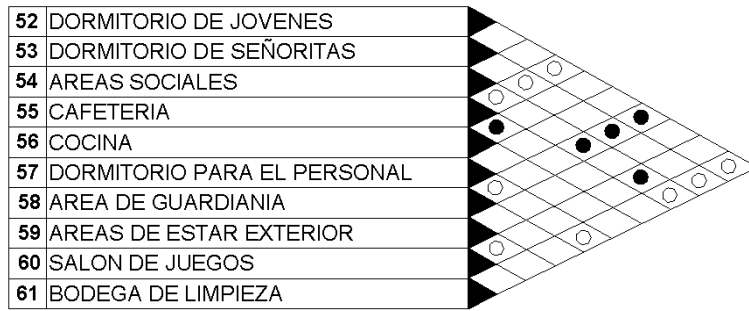 52 DORMITORIO DE JOVENES
53 DORMITORIO DE SEÑORITAS
54 AREAS SOCIALES
55 CAFETERIA
56 COCINA
57 DORMITORIO PARA EL PERSONAL
58 AREA DE GUARDIANIA
59 AREAS DE ESTAR EXTERIOR
60 SALON DE JUEGOS
61 BODEGA DE LIMPIEZA